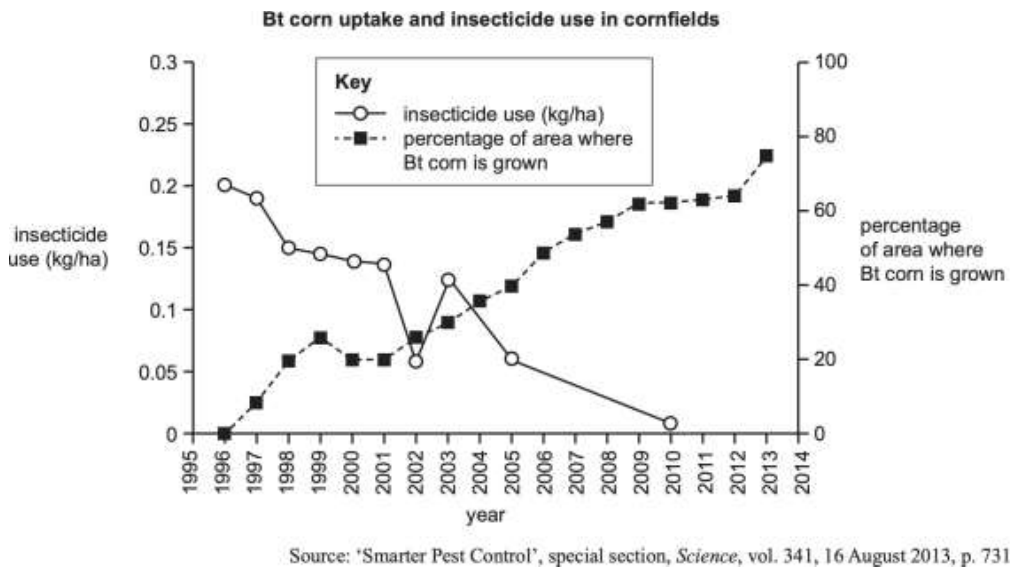 Bt corn uptake and insecticide use in cornfields
0.3
0.25
0.2
0.15
0.1
0.05
0
insecticide
use (kg/ha)
Key
insecticide use (kg/ha)
percentage of area where
Bt corn is grown
100
80
60
40
20
0
percentage
of area where
Bt corn is grown
1995
1996
1997
1998
1999
2000
2001
2002
2003
2004
2005
2006
2007
2008
2009
2010
2011
2012
2013
2014
year
Source: ‘Smarter Pest Control’, special section, Science, vol. 341, 16 August 2013, p. 731